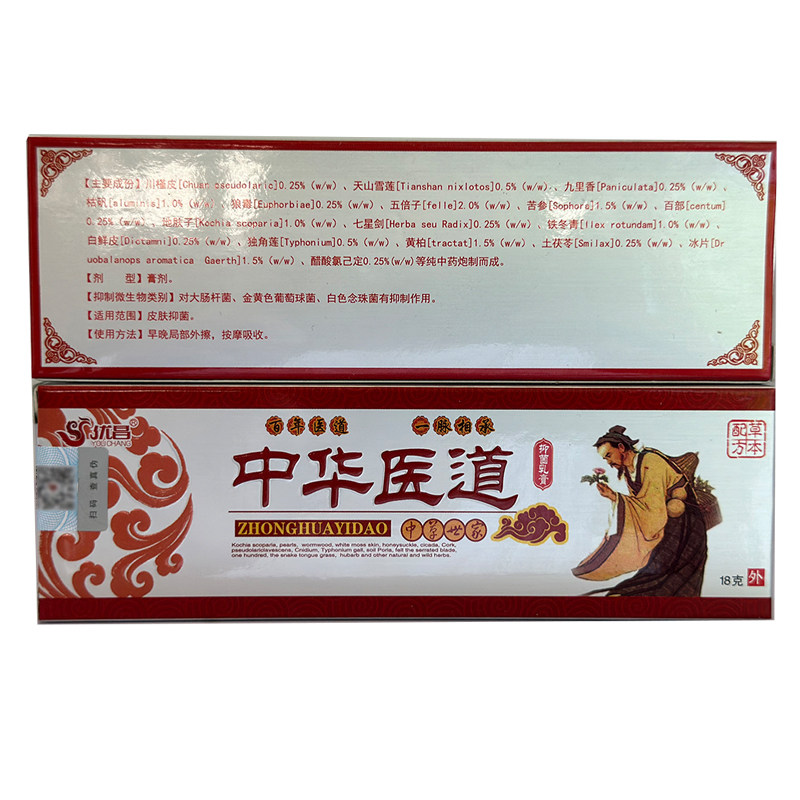 【主要成份】川槿皮[Chuan pseudolaric]0.25%（w/w）、天山雪莲[Tianshan nixlotos]0.5%（w/w）、九里香[Paniculata]0.25%（w/w）、
枯矾[aluminis]1.0%（w/w）、狼毒[Euphorbiae]0.25%（w/w）、五倍子[felle]2.0%（w/w）、苦参[Sophora]1.5%（w/w）、百部[centum]
0.25%（w/w）、地肤子[Kochia scoparia]1.0%（w/w）、七星剑[Herba seu Radix]0.25%（w/w）、铁冬青[Ilex rotundam]1.0%（w/w）、
白鲜皮[Dictamni]0.25%（w/w）、独角莲[Typhonium]0.5%（w/w）、黄柏[tractat]1.5%（w/w）、土茯苓[Smilax]0.25%（w/w）、冰片[Dr
uobalanops aromatica Gaerth]1.5%（w/w）、醋酸氯己定0.25%(w/w)等纯中药炮制而成。
【剂 型】膏剂。
【抑制微生物类别】对大肠杆菌、金黄色葡萄球菌、白色念珠菌有抑制作用。
【适用范围】皮肤抑菌。
【使用方法】早晚局部外擦，按摩吸收。
优昌
YOUCHANG
百年医道 一脉相承
中华医道
抑菌乳膏
ZHONGHUAYIDAO
中草世家
Kochia scoparia, pearls, wormwood, white moss skin, honeysuckle, cicada, Cork,
pseudolariclavescens, Cnidium, Typhonium gall, soil Poria, fell the serrated blade,
one hundred, the snake tongue grass, hubarb and other natural and wild herbs.
草本
配方
18克 外
扫码 查真伪